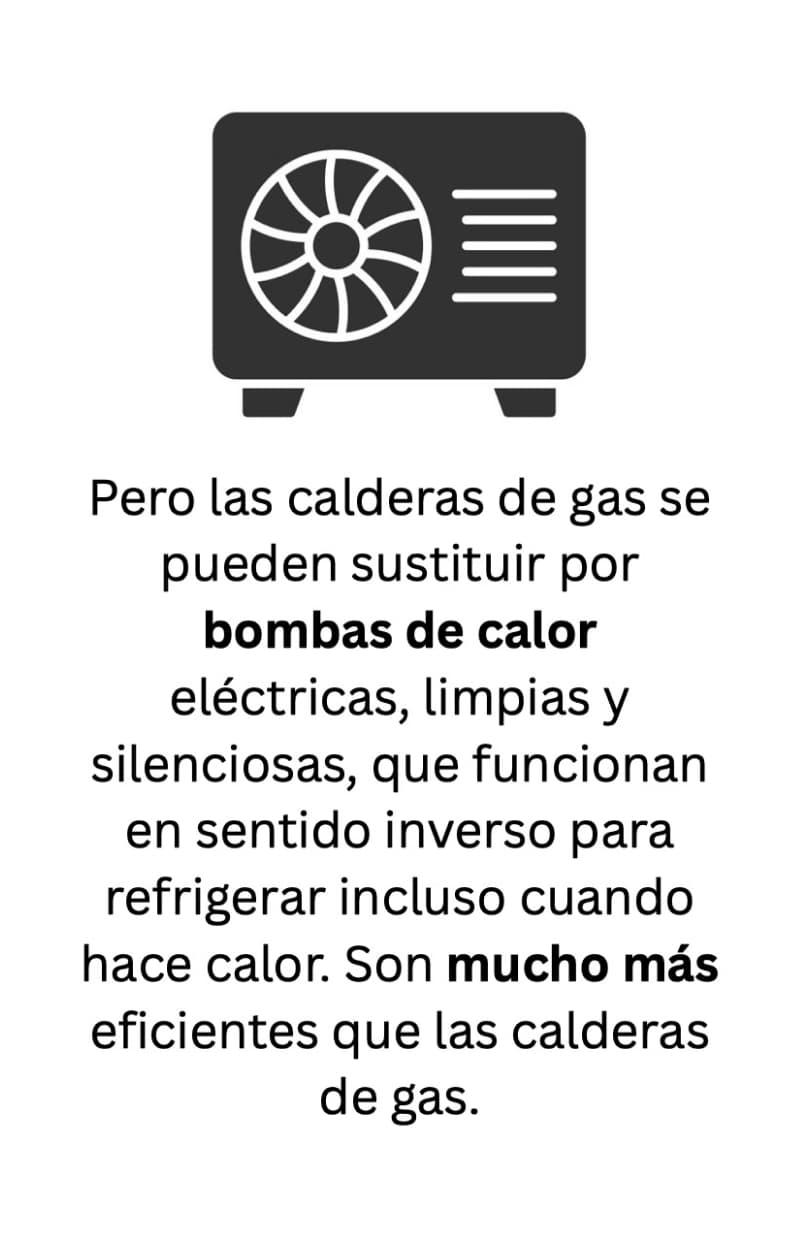 Pero las calderas de gas se
pueden sustituir por
bombas de calor
eléctricas, limpias y
silenciosas, que funcionan
en sentido inverso para
refrigerar incluso cuando
hace calor. Son mucho más
eficientes que las calderas
de gas.